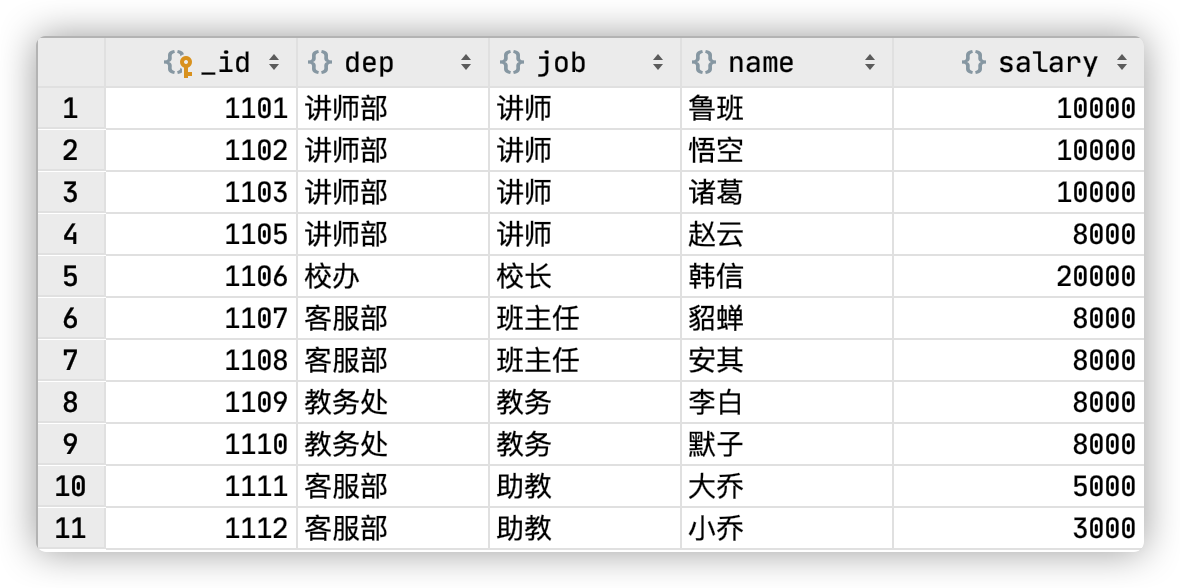 _id dep job name salary
1 1101 讲师部 讲师 鲁班 10000
2 1102 讲师部 讲师 悟空 10000
3 1103 讲师部 讲师 诸葛 10000
4 1105 讲师部 讲师 赵云 8000
5 1106 校办 校长 韩信 20000
6 1107 客服部 班主任 貂蝉 8000
7 1108 客服部 班主任 安其 8000
8 1109 教务处 教务 李白 8000
9 1110 教务处 教务 默子 8000
10 1111 客服部 助教 大乔 5000
11 1112 客服部 助教 小乔 3000